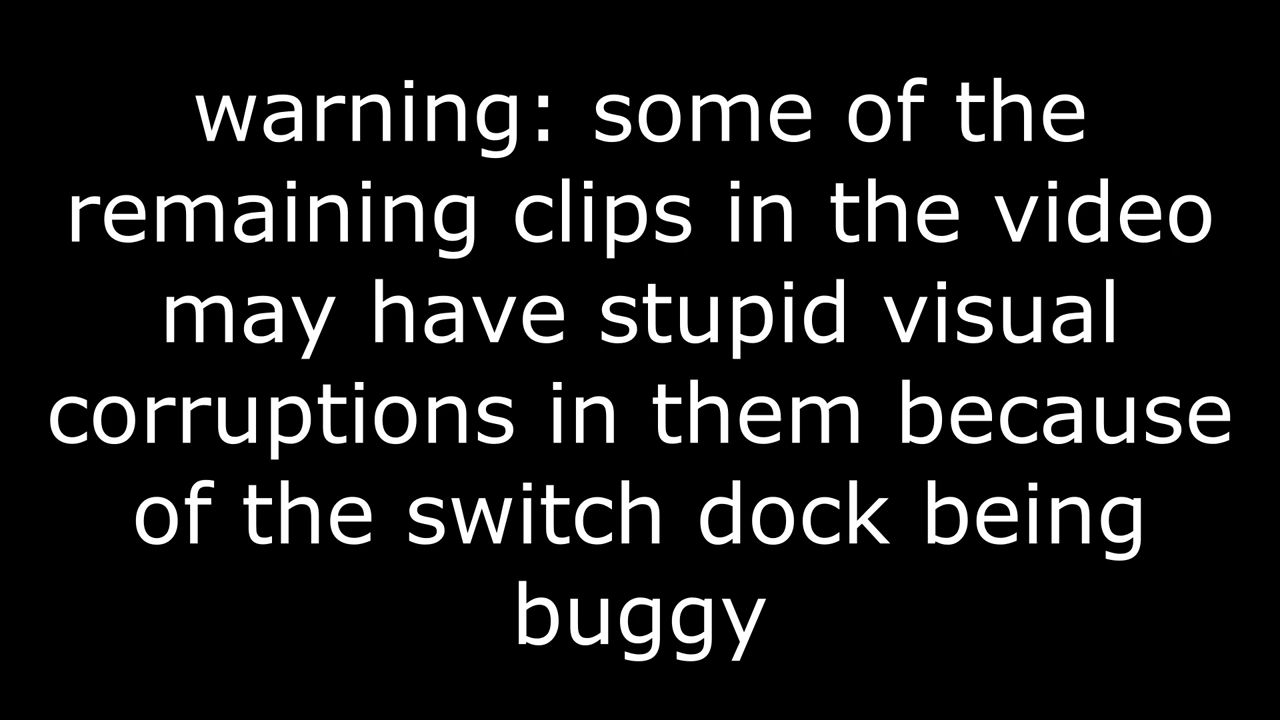 warning: some of the
remaining clips in the video
may have stupid visual
corruptions in them because
of the switch dock being
buggy